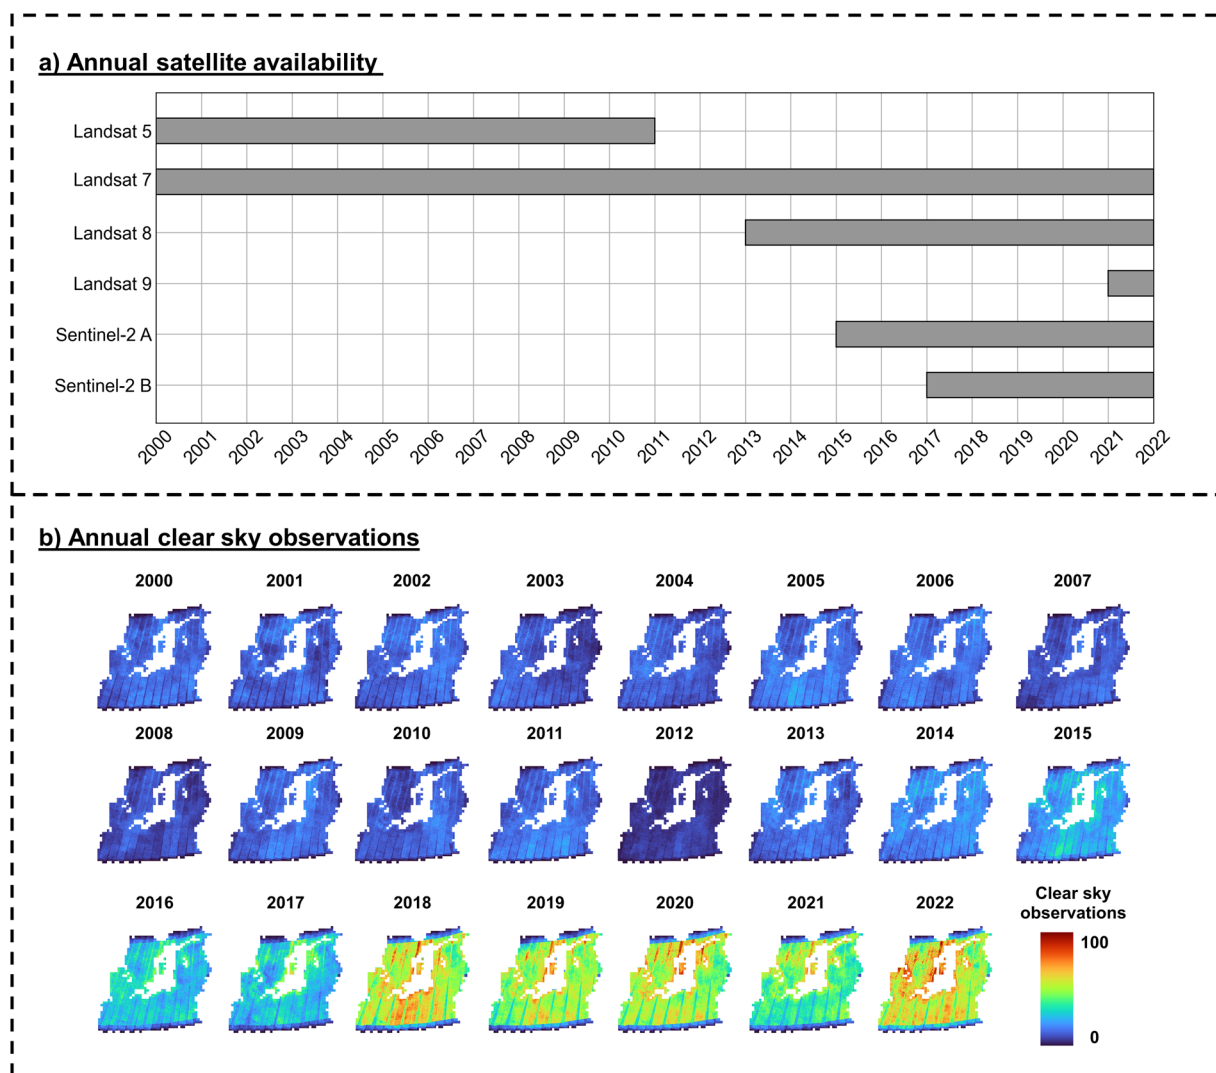 a) Annual satellite availability
Landsat 5
Landsat 7
Landsat 8
Landsat 9
Sentinel-2 A
Sentinel-2 B
2000 2001 2002 2003 2004 2005 2006 2007 2008 2009 2010 2011 2012 2013 2014 2015 2016 2017 2018 2019 2020 2021 2022
b) Annual clear sky observations
2000 2001 2002 2003 2004 2005 2006 2007
2008 2009 2010 2011 2012 2013 2014 2015
2016 2017 2018 2019 2020 2021 2022
Clear sky
observations
100
0